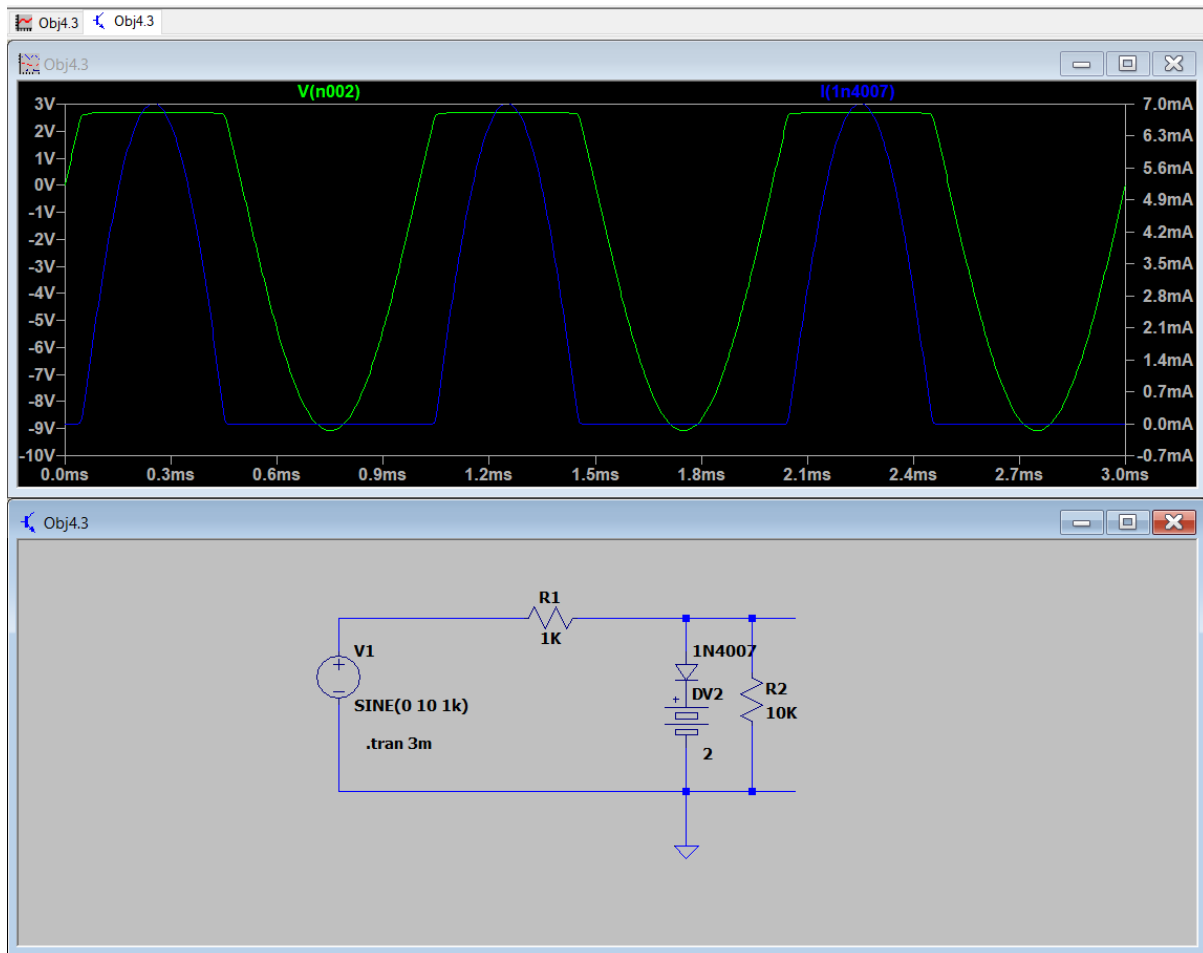 Obj4.3 Obj4.3
Obj4.3
V(n002) I(1n4007)
3V 7.0mA
2V 6.3mA
1V 5.6mA
0V 4.9mA
-1V 4.2mA
-2V 3.5mA
-3V 2.8mA
-4V 2.1mA
-5V 1.4mA
-6V 0.7mA
-7V 0.0mA
-8V -0.7mA
-9V
-10V
0.0ms 0.3ms 0.6ms 0.9ms 1.2ms 1.5ms 1.8ms 2.1ms 2.4ms 2.7ms 3.0ms
Obj4.3
R1
1K
V1
SINE(0 10 1k)
.tran 3m
1N4007
DV2
2
R2
10K